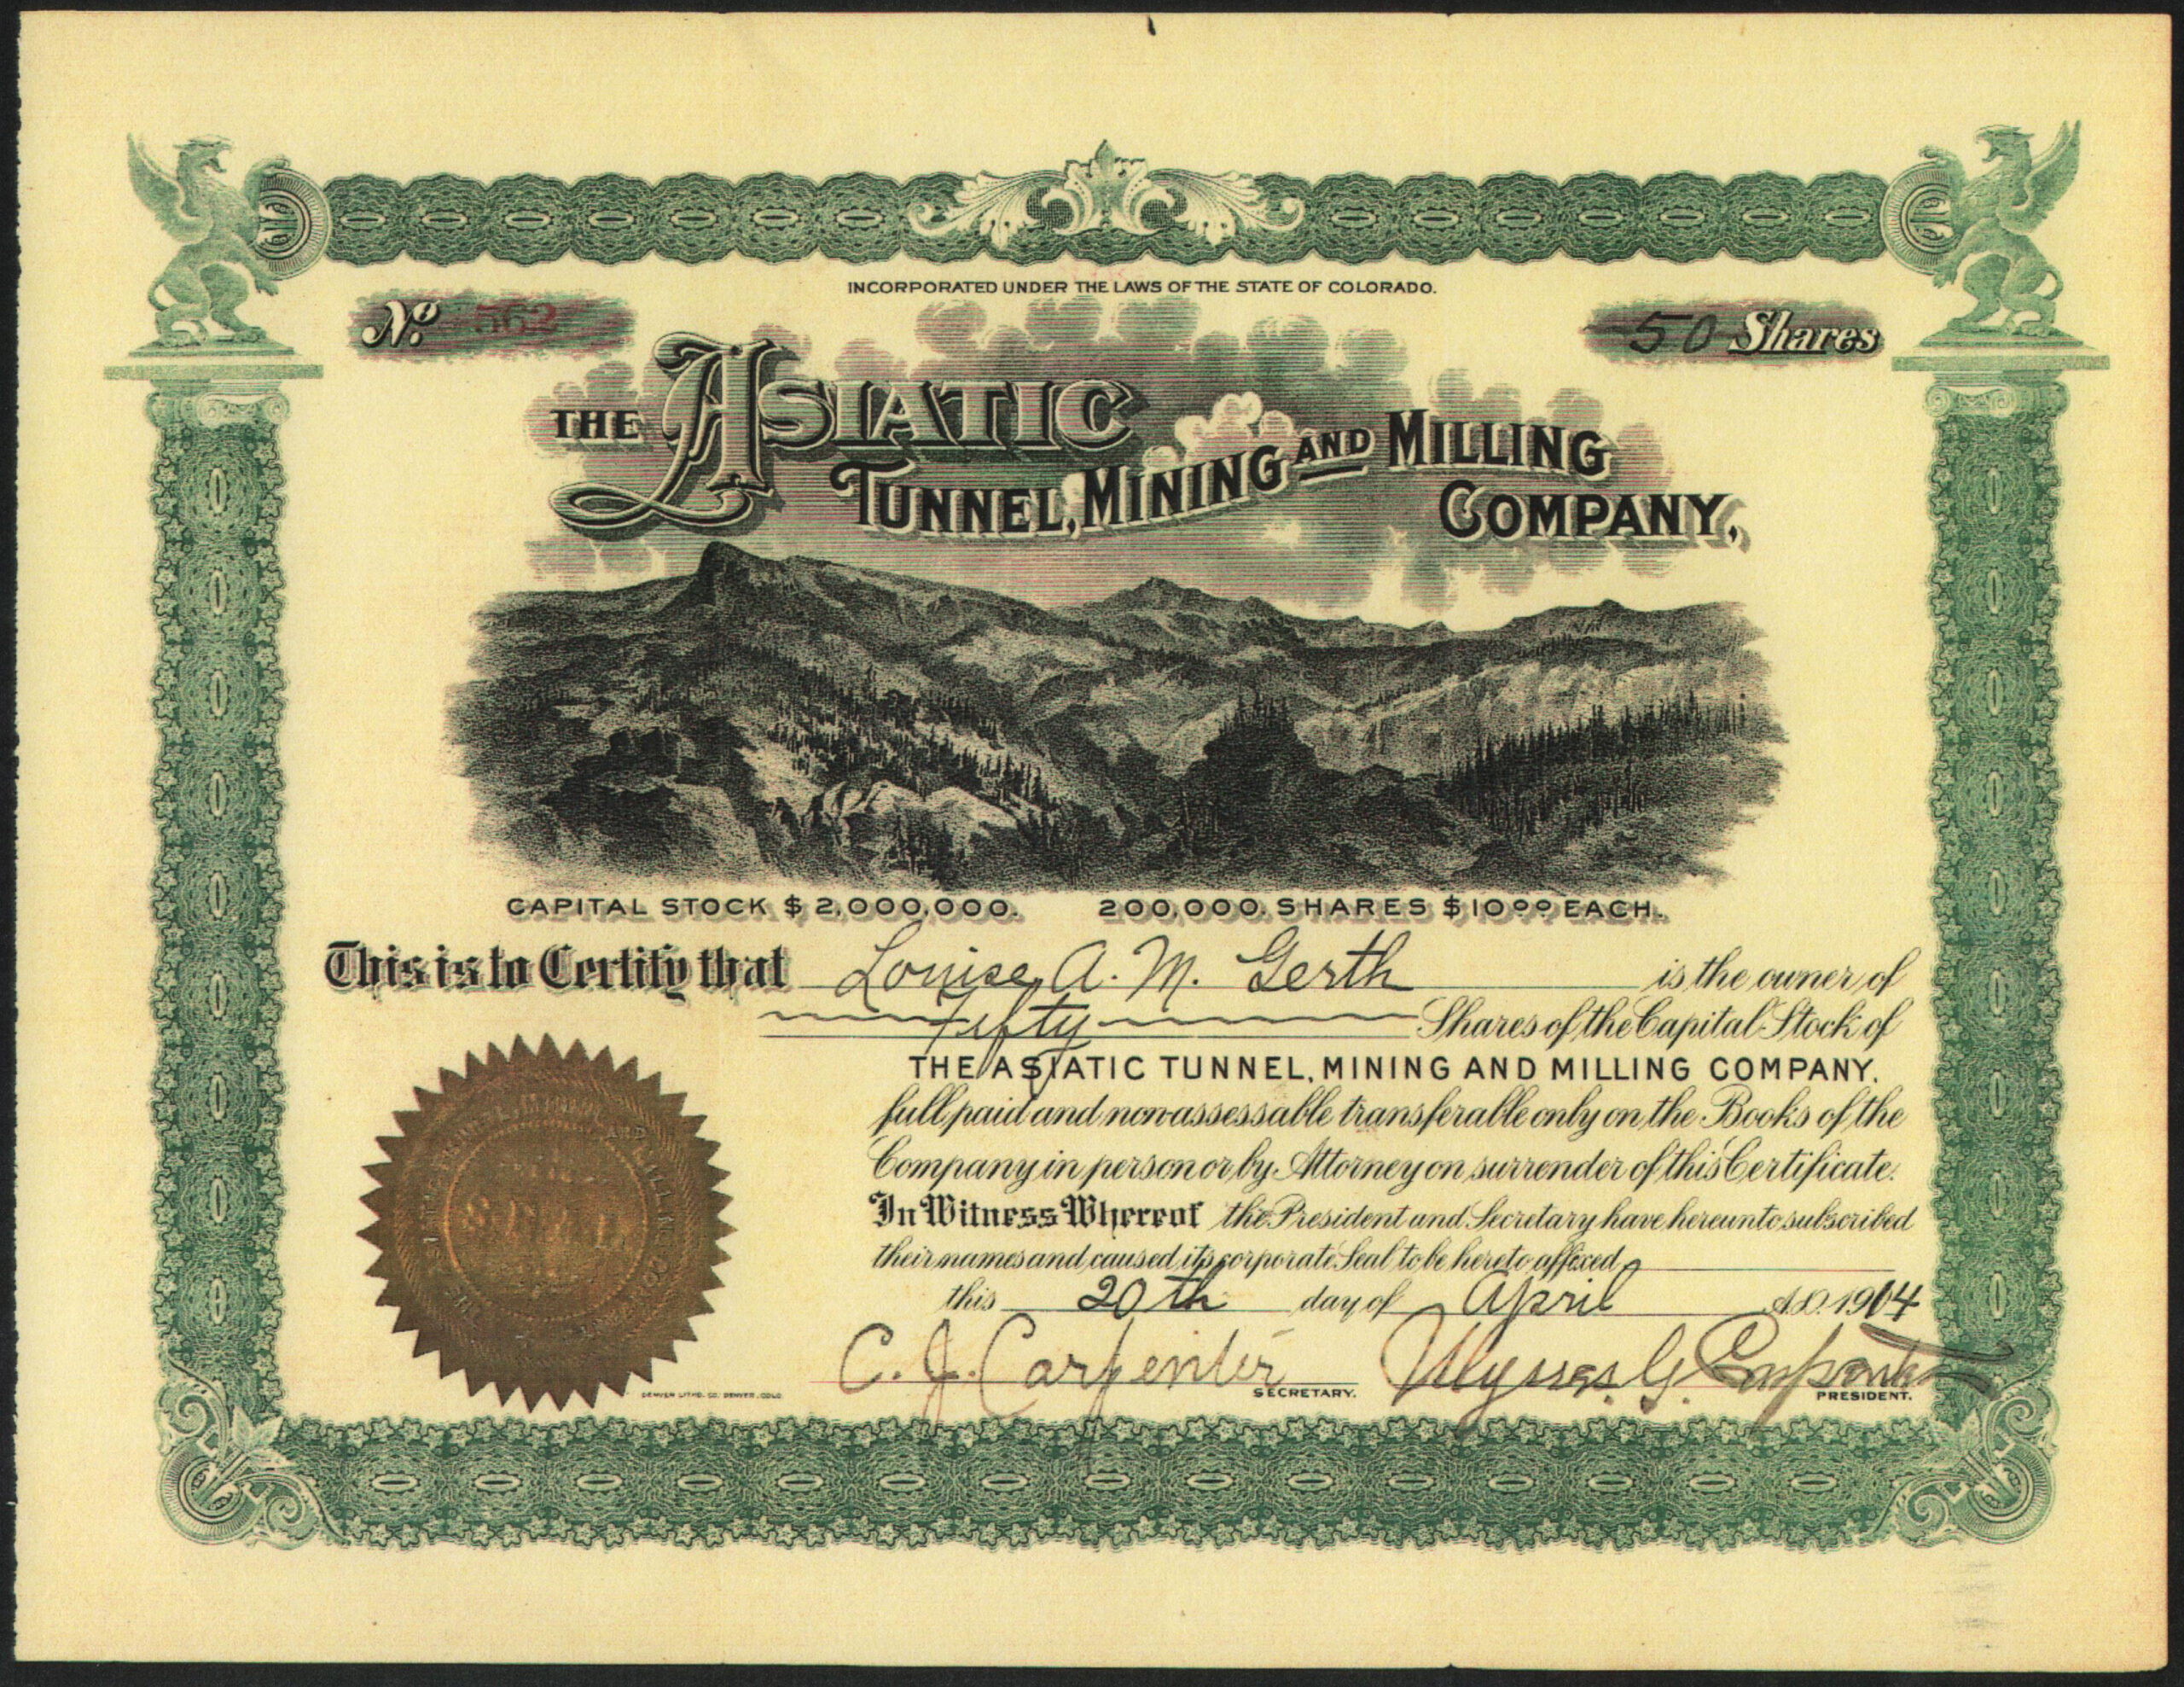 INCORPORATED UNDER THE LAWS OF THE STATE OF COLORADO.
No. 562
50 Shares
THE ASIATIC
TUNNEL, MINING AND MILLING
COMPANY,
CAPITAL STOCK $2,000,000. 200,000. SHARES $10.00 EACH.
This is to Certify that Louise A. M. Gerth is the owner of
Fifty Shares of the Capital Stock of
THE ASIATIC TUNNEL, MINING AND MILLING COMPANY.
full paid and non-assessable transferable only on the Books of the
Company in person or by Attorney on surrender of this Certificate.
In Witness Whereof the President and Secretary have hereunto subscribed
their names and caused its corporate Seal to be hereto affixed
this 20th day of April A.D. 1904
C. J. Carpenter Ulysses G.
SECRETARY. PRESIDENT.
SEAL
DENVER LITHO. CO. DENVER, COLO.